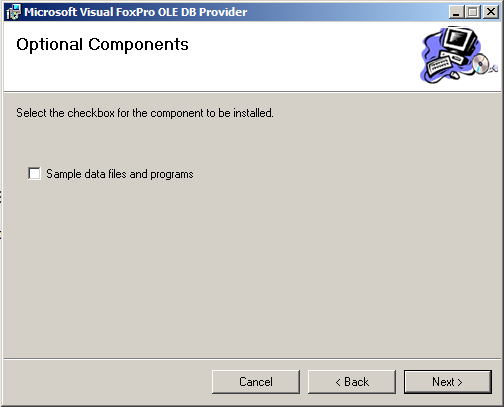 Microsoft Visual FoxPro OLE DB Provider
Optional Components
Select the checkbox for the component to be installed.
Sample data files and programs
Cancel
< Back
Next >